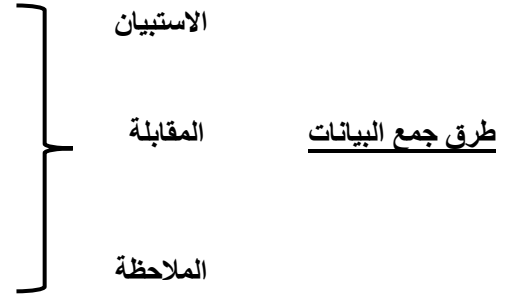 الاستبيان
طرق جمع البيانات المقابلة
الملاحظة